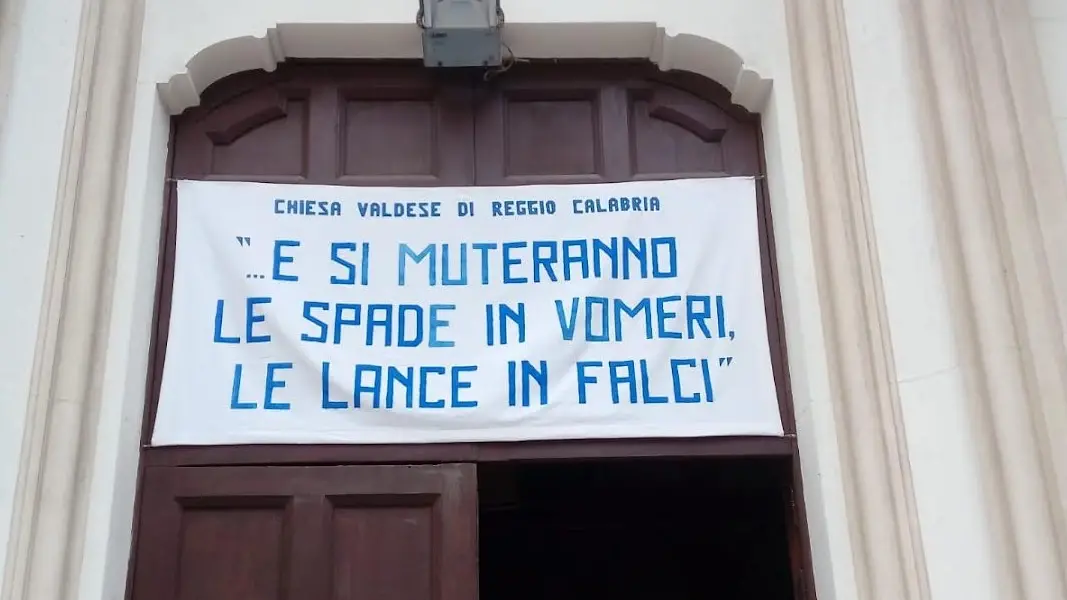 CHIESA VALDESE DI REGGIO CALABRIA
"...E SI MUTERANNO
LE SPADE IN VOMERI,
LE LANCE IN FALCI"